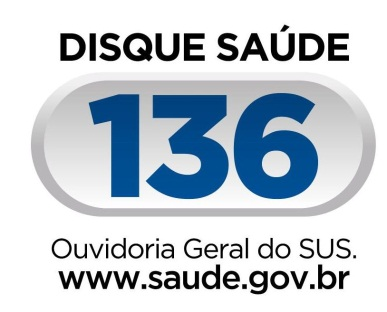 DISQUE SAÚDE
136
Ouvidoria Geral do SUS.
www.saude.gov.br